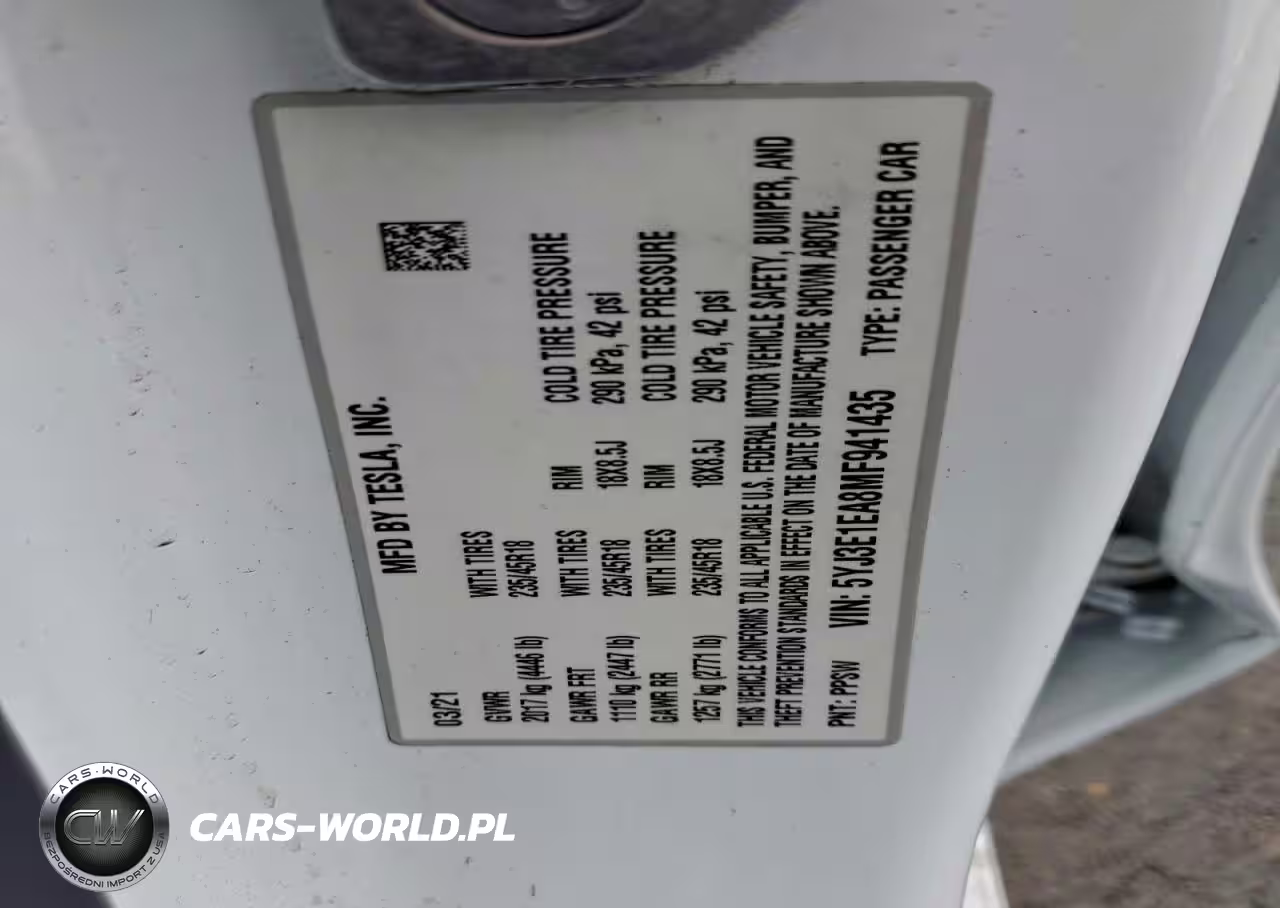 MFD BY TESLA, INC.
03/21
GVWR WITH TIRES
2017 kg (4446 lb) 235/45R18
GAWR FRT WITH TIRES RIM COLD TIRE PRESSURE
1110 kg (2447 lb) 235/45R18 18X8.5J 290 kPa, 42 psi
GAWR RR WITH TIRES RIM COLD TIRE PRESSURE
1257 kg (2771 lb) 235/45R18 18X8.5J 290 kPa, 42 psi
THIS VEHICLE CONFORMS TO ALL APPLICABLE U.S. FEDERAL MOTOR VEHICLE SAFETY, BUMPER, AND
THEFT PREVENTION STANDARDS IN EFFECT ON THE DATE OF MANUFACTURE SHOWN ABOVE.
PNT: PPSW VIN: 5YJ3E1EA8MF941435 TYPE: PASSENGER CAR
CARS-WORLD
CW
BEZPOŚREDNI IMPORT Z USA
CARS-WORLD.PL